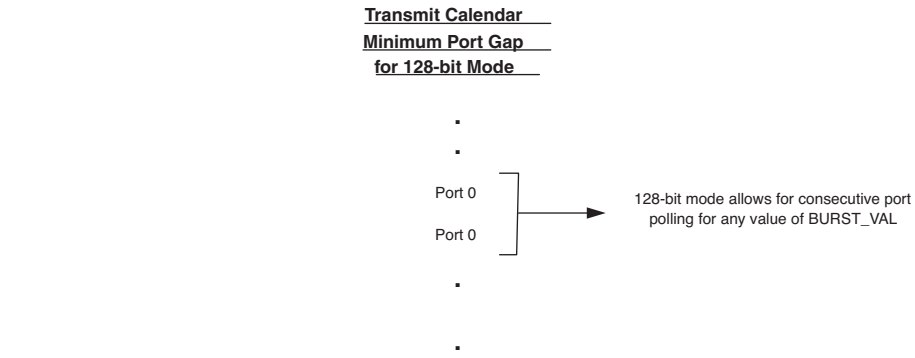 Transmit Calendar
Minimum Port Gap
for 128-bit Mode
.
.
Port 0
Port 0
.
.
128-bit mode allows for consecutive port
polling for any value of BURST_VAL